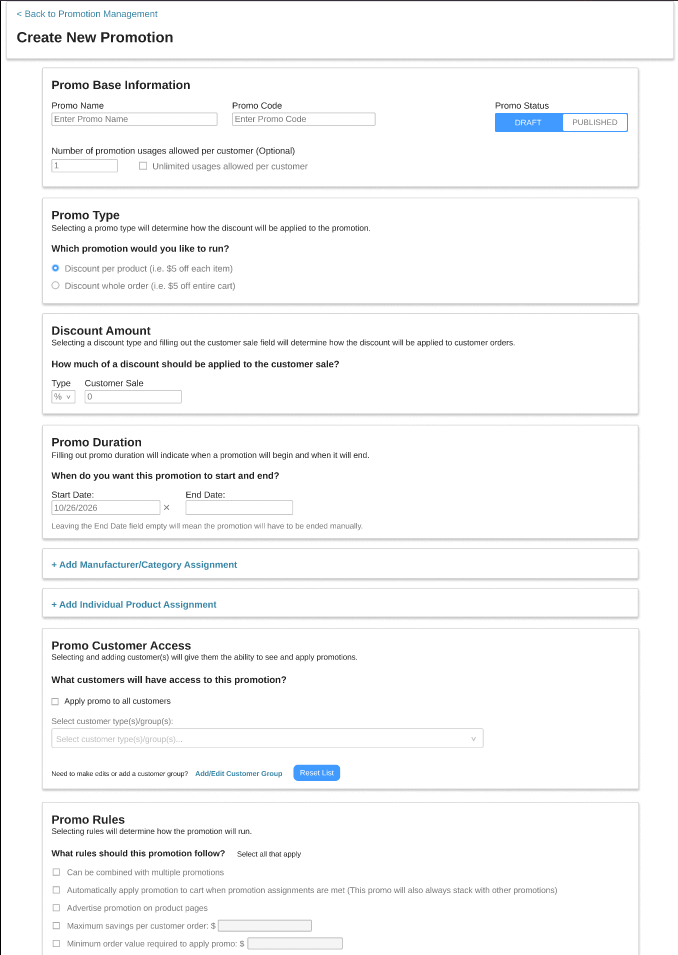 < Back to Promotion Management
Create New Promotion
Promo Base Information
Promo Name
Promo Code
Promo Status
Enter Promo Name
Enter Promo Code
DRAFT
PUBLISHED
Number of promotion usages allowed per customer (Optional)
1
Unlimited usages allowed per customer
Promo Type
Selecting a promo type will determine how the discount will be applied to the promotion.
Which promotion would you like to run?
Discount per product (i.e. $5 off each item)
Discount whole order (i.e. $5 off entire cart)
Discount Amount
Selecting a discount type and filling out the customer sale field will determine how the discount will be applied to customer orders.
How much of a discount should be applied to the customer sale?
Type
Customer Sale
%
0
Promo Duration
Filling out promo duration will indicate when a promotion will begin and when it will end.
When do you want this promotion to start and end?
Start Date:
End Date:
10/26/2026
Leaving the End Date field empty will mean the promotion will have to be ended manually.
+ Add Manufacturer/Category Assignment
+ Add Individual Product Assignment
Promo Customer Access
Selecting and adding customer(s) will give them the ability to see and apply promotions.
What customers will have access to this promotion?
Apply promo to all customers
Select customer type(s)/group(s):
Select customer type(s)/group(s)...
Need to make edits or add a customer group?
Add/Edit Customer Group
Reset List
Promo Rules
Selecting rules will determine how the promotion will run.
What rules should this promotion follow?
Select all that apply
Can be combined with multiple promotions
Automatically apply promotion to cart when promotion assignments are met (This promo will also always stack with other promotions)
Advertise promotion on product pages
Maximum savings per customer order: $
Minimum order value required to apply promo: $